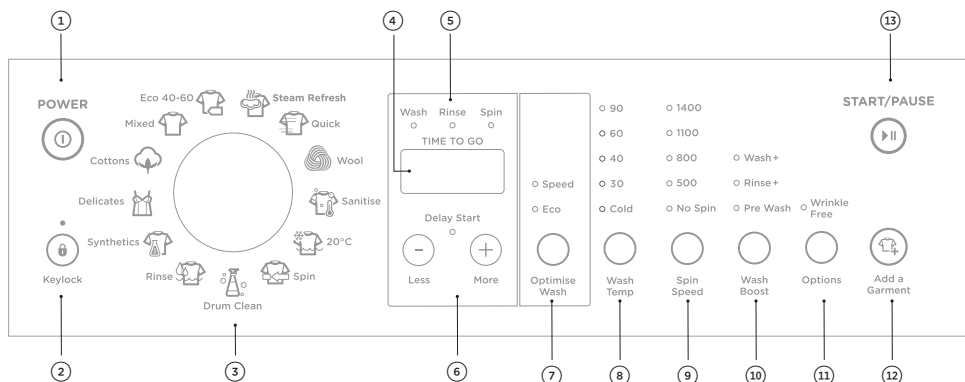 1
4
5
13
POWER
Keylock
Eco 40-60
Steam Refresh
Mixed
Quick
Cottons
Wool
Delicates
Sanitise
Synthetics
20°C
Rinse
Spin
Drum Clean
Wash Rinse Spin
TIME TO GO
Delay Start
Less
More
Speed
Eco
Optimise
Wash
90
60
40
30
Cold
Wash
Temp
1400
1100
800
500
No Spin
Spin
Speed
Wash+
Rinse+
Pre Wash
Wash
Boost
Wrinkle
Free
Options
START/PAUSE
Add a
Garment
2
3
6
7
8
9
10
11
12